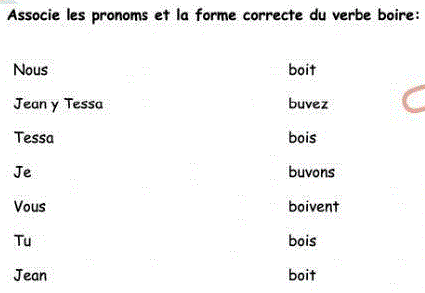 Associe les pronoms et la forme correcte du verbe boire:
Nous boit
Jean y Tessa buvez
Tessa bois
Je buvons
Vous boivent
Tu bois
Jean boit